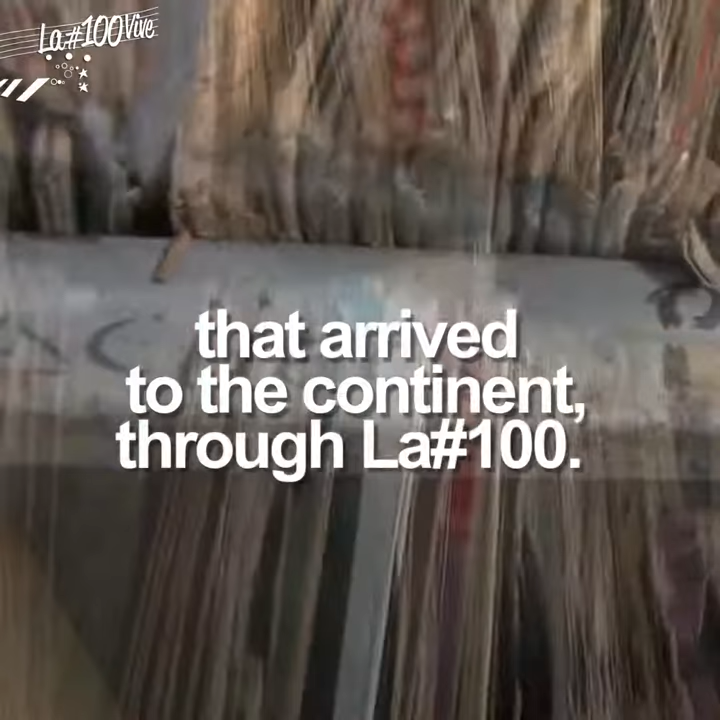 La#100Vive
that arrived
to the continent,
through La#100.